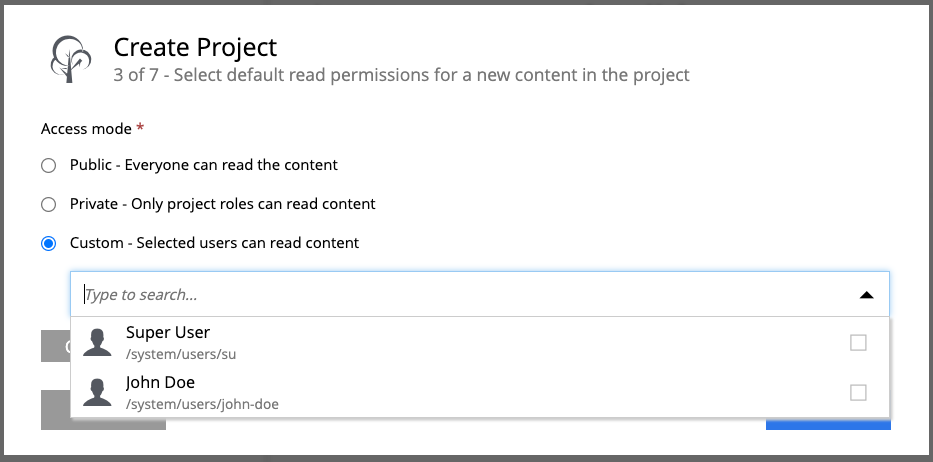 Create Project
3 of 7 - Select default read permissions for a new content in the project
Access mode *
Public - Everyone can read the content
Private - Only project roles can read content
Custom - Selected users can read content
Type to search...
Super User
/system/users/su
John Doe
/system/users/john-doe